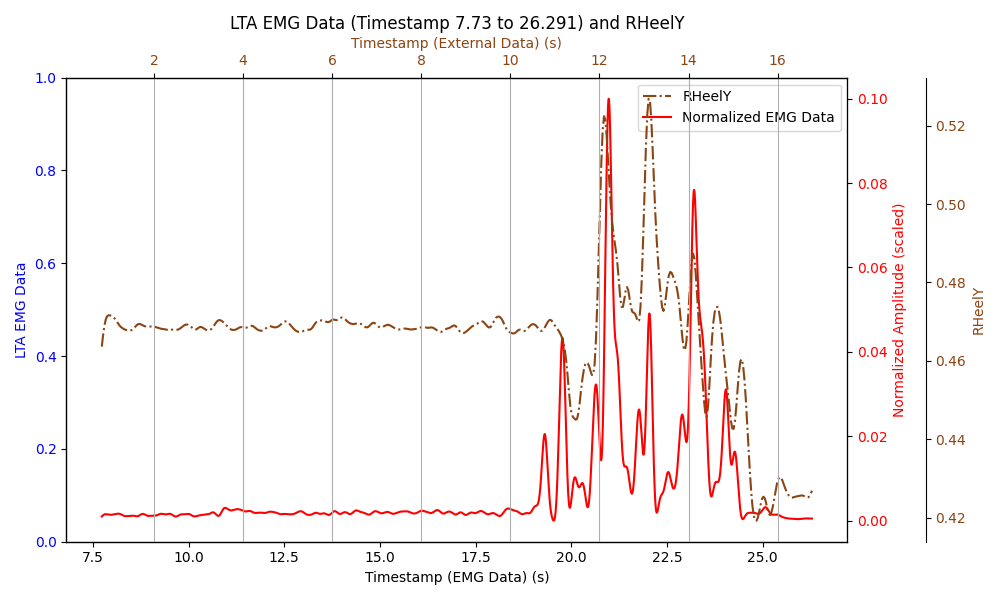 LTA EMG Data (Timestamp 7.73 to 26.291) and RHeelY
Timestamp (External Data) (s)
2 4 6 8 10 12 14 16
RHeelY
Normalized EMG Data
LTA EMG Data
1.0
0.8
0.6
0.4
0.2
0.0
Normalized Amplitude (scaled)
0.10
0.08
0.06
0.04
0.02
0.00
RHeelY
0.52
0.50
0.48
0.46
0.44
0.42
7.5 10.0 12.5 15.0 17.5 20.0 22.5 25.0
Timestamp (EMG Data) (s)